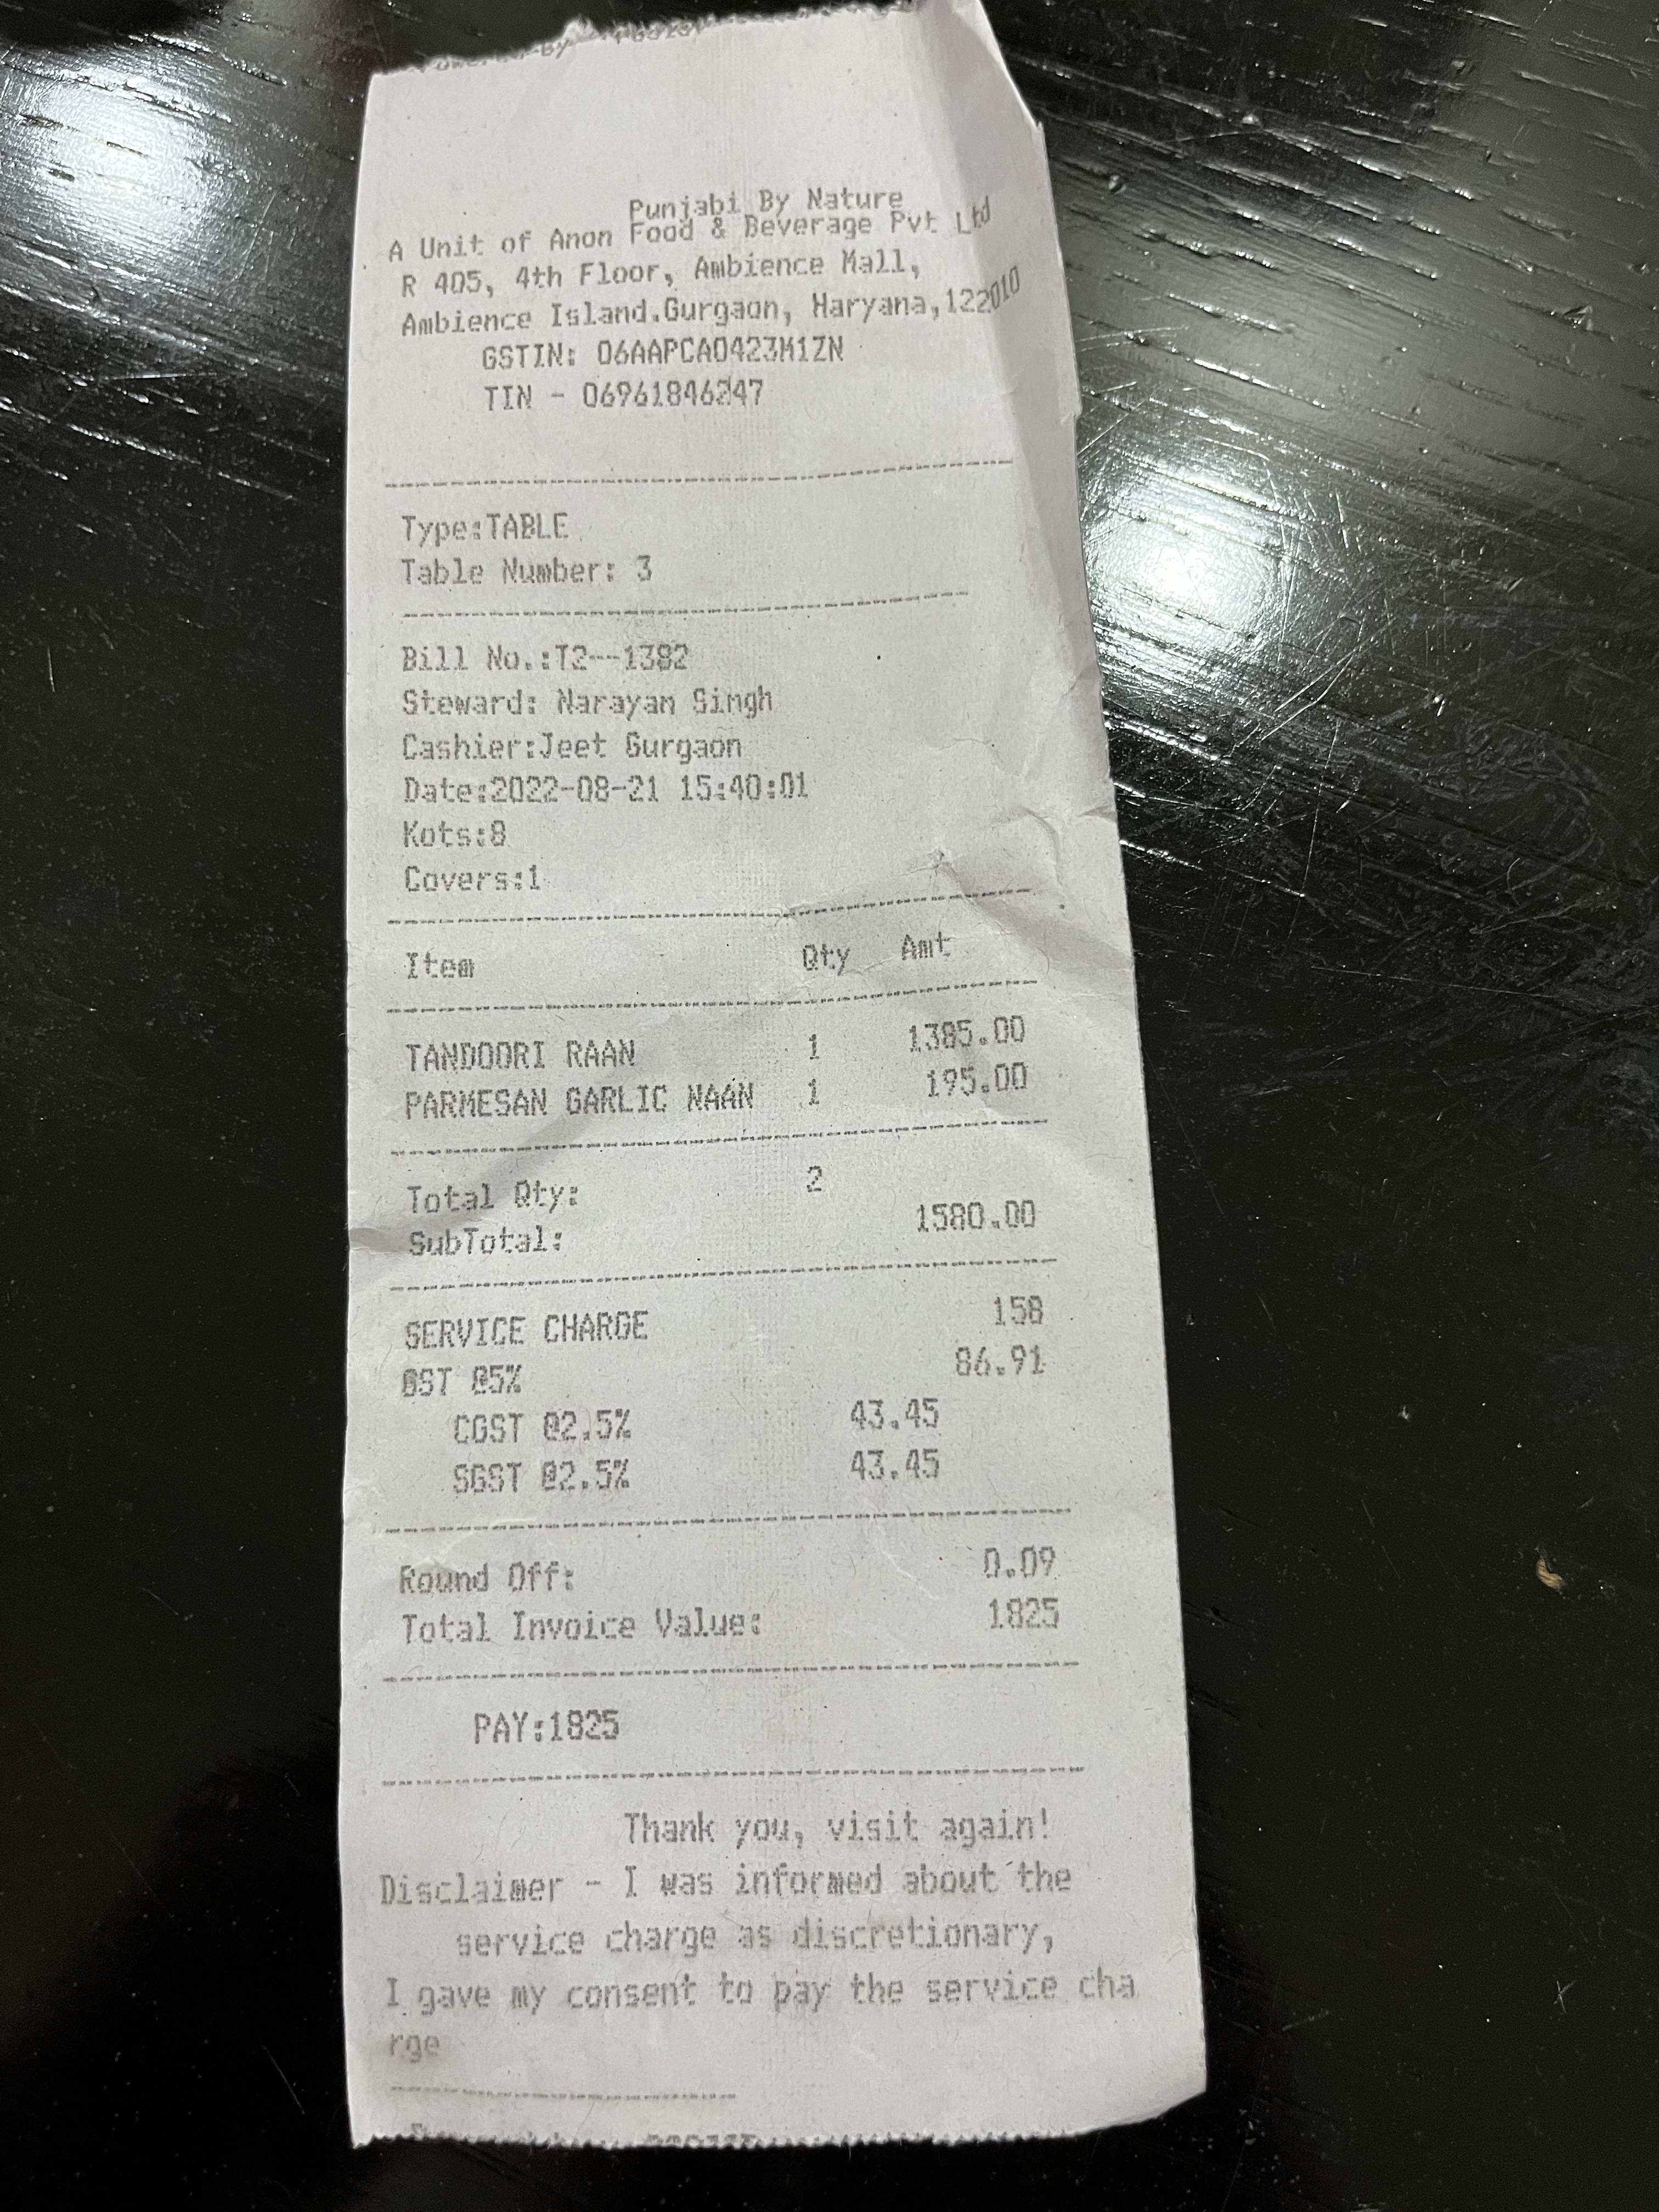 Punjabi By Nature
A Unit of Anon Food & Beverage Pvt Ltd
R 405, 4th Floor, Ambience Mall,
Ambience Island.Gurgaon, Haryana,122010
GSTIN: 06AAPCA0423M1ZN
TIN - 06961846247
Type:TABLE
Table Number: 3
Bill No.:T2--1382
Steward: Narayan Singh
Cashier:Jeet Gurgaon
Date:2022-08-21 15:40:01
Kots:8
Covers:1
Item Qty Amt
TANDOORI RAAN 1 1385.00
PARMESAN GARLIC NAAN 1 195.00
Total Qty: 2
SubTotal: 1580.00
SERVICE CHARGE 158
GST @5% 86.91
CGST @2.5% 43.45
SGST @2.5% 43.45
Round Off: 0.09
Total Invoice Value: 1825
PAY:1825
Thank you, visit again!
Disclaimer - I was informed about the
service charge as discretionary,
I gave my consent to pay the service cha
rge